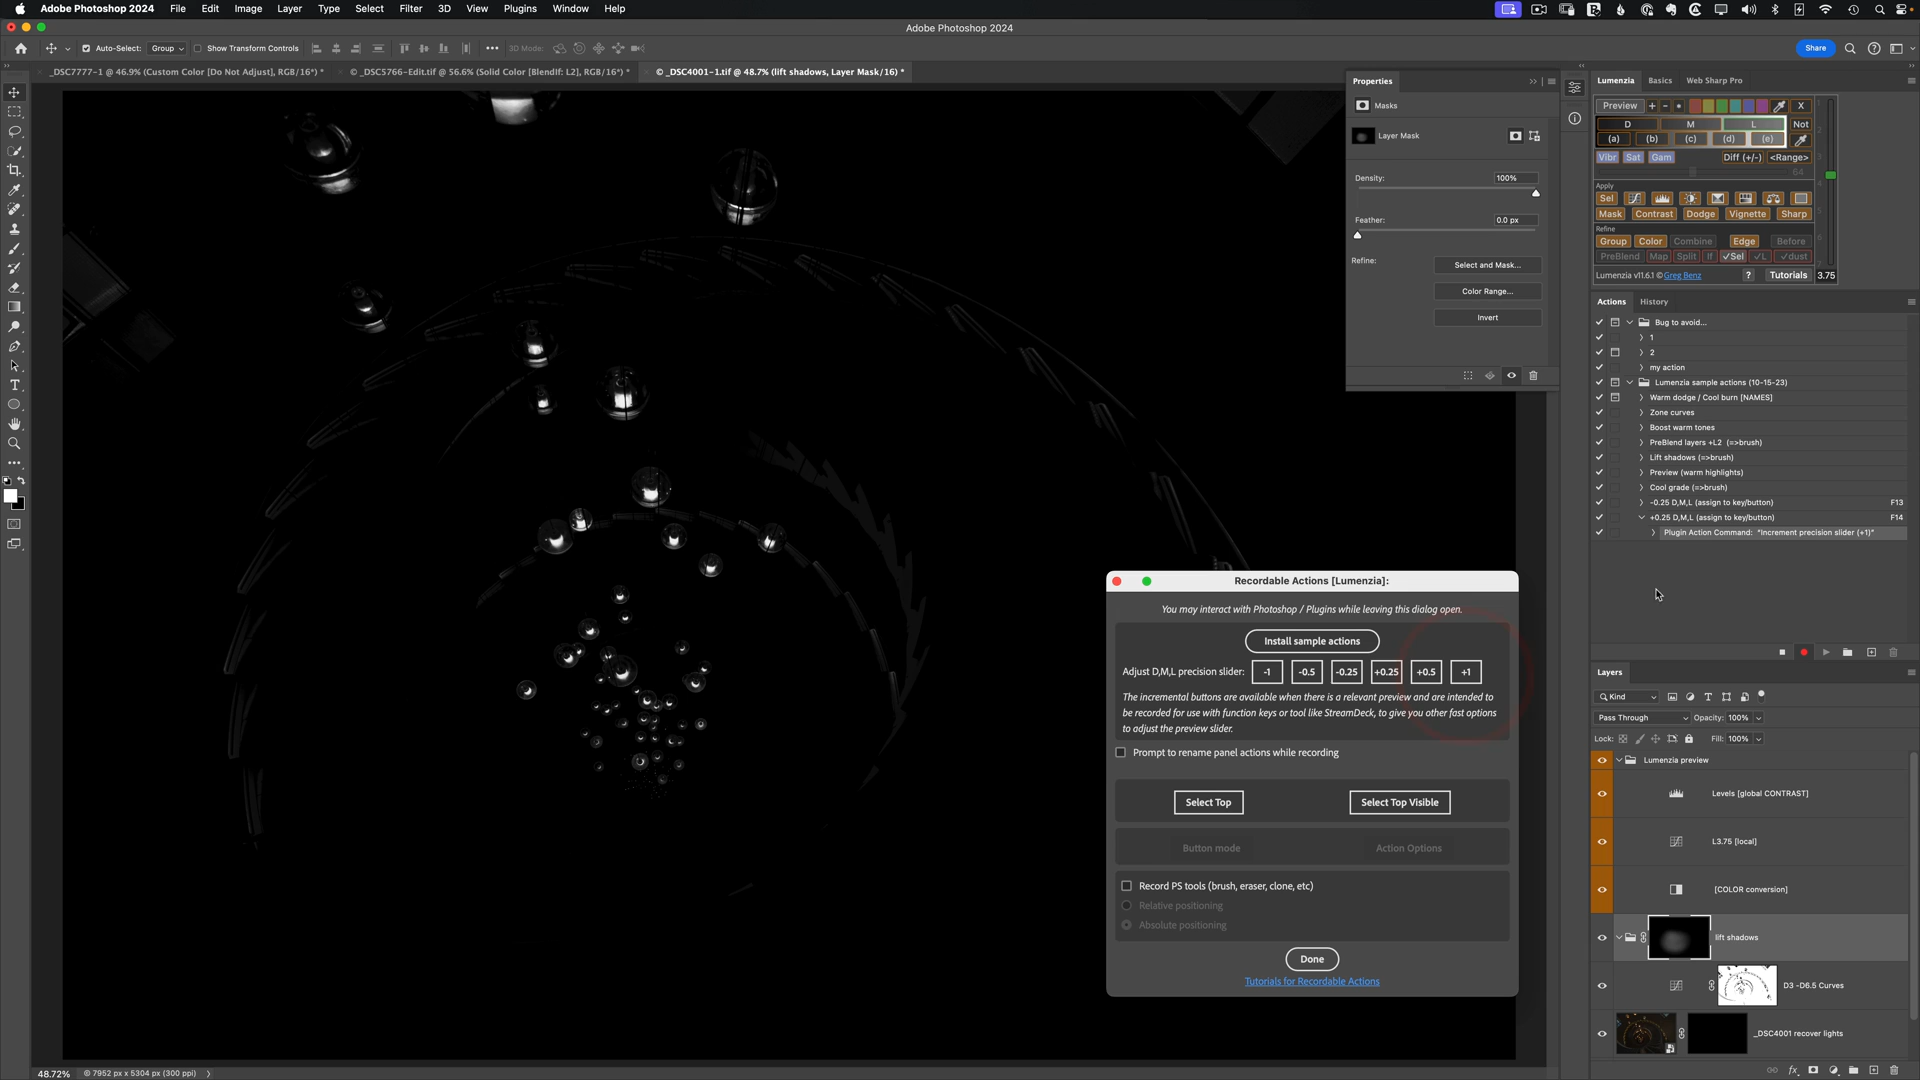 Adobe Photoshop 2024 File Edit Image Layer Type Select Filter 3D View Plugins Window Help
Adobe Photoshop 2024
Auto-Select: Group Show Transform Controls 3D Mode: Share
_DSC7777-1 @ 46.9% (Custom Color [Do Not Adjust], RGB/16*) *
© _DSC5766-Edit.tif @ 56.6% (Solid Color [BlendIf: L2], RGB/16*) *
© _DSC4001-1.tif @ 48.7% (lift shadows, Layer Mask/16) *
Properties
Masks
Layer Mask
Density: 100%
Feather: 0.0 px
Refine: Select and Mask...
Color Range...
Invert
Lumenzia Basics Web Sharp Pro
Preview + - X
D M L Not
(a) (b) (c) (d) (e)
Vibr Sat Gam Diff (+/-) <Range>
64
Apply
Sel
Mask Contrast Dodge Vignette Sharp
Refine
Group Color Combine Edge Before
PreBlend Map Split If ✓Sel ✓L ✓dust
Lumenzia v11.6.1 © Greg Benz ? Tutorials 3.75
Actions History
Bug to avoid...
1
2
my action
Lumenzia sample actions (10-15-23)
Warm dodge / Cool burn [NAMES]
Zone curves
Boost warm tones
PreBlend layers +L2 (=>brush)
Lift shadows (=>brush)
Preview (warm highlights)
Cool grade (=>brush)
-0.25 D,M,L (assign to key/button) F13
+0.25 D,M,L (assign to key/button) F14
Plugin Action Command: "Increment precision slider (+1)"
Recordable Actions [Lumenzia]:
You may interact with Photoshop / Plugins while leaving this dialog open.
Install sample actions
Adjust D,M,L precision slider: -1 -0.5 -0.25 +0.25 +0.5 +1
The incremental buttons are available when there is a relevant preview and are intended to
be recorded for use with function keys or tool like StreamDeck, to give you other fast options
to adjust the preview slider.
Prompt to rename panel actions while recording
Select Top Select Top Visible
Button mode Action Options
Record PS tools (brush, eraser, clone, etc)
Relative positioning
Absolute positioning
Done
Tutorials for Recordable Actions
Layers
Kind
Pass Through Opacity: 100%
Lock: Fill: 100%
Lumenzia preview
Levels [global CONTRAST]
L3.75 [local]
[COLOR conversion]
lift shadows
D3 -D6.5 Curves
_DSC4001 recover lights
48.72% © 7952 px x 5304 px (300 ppi)